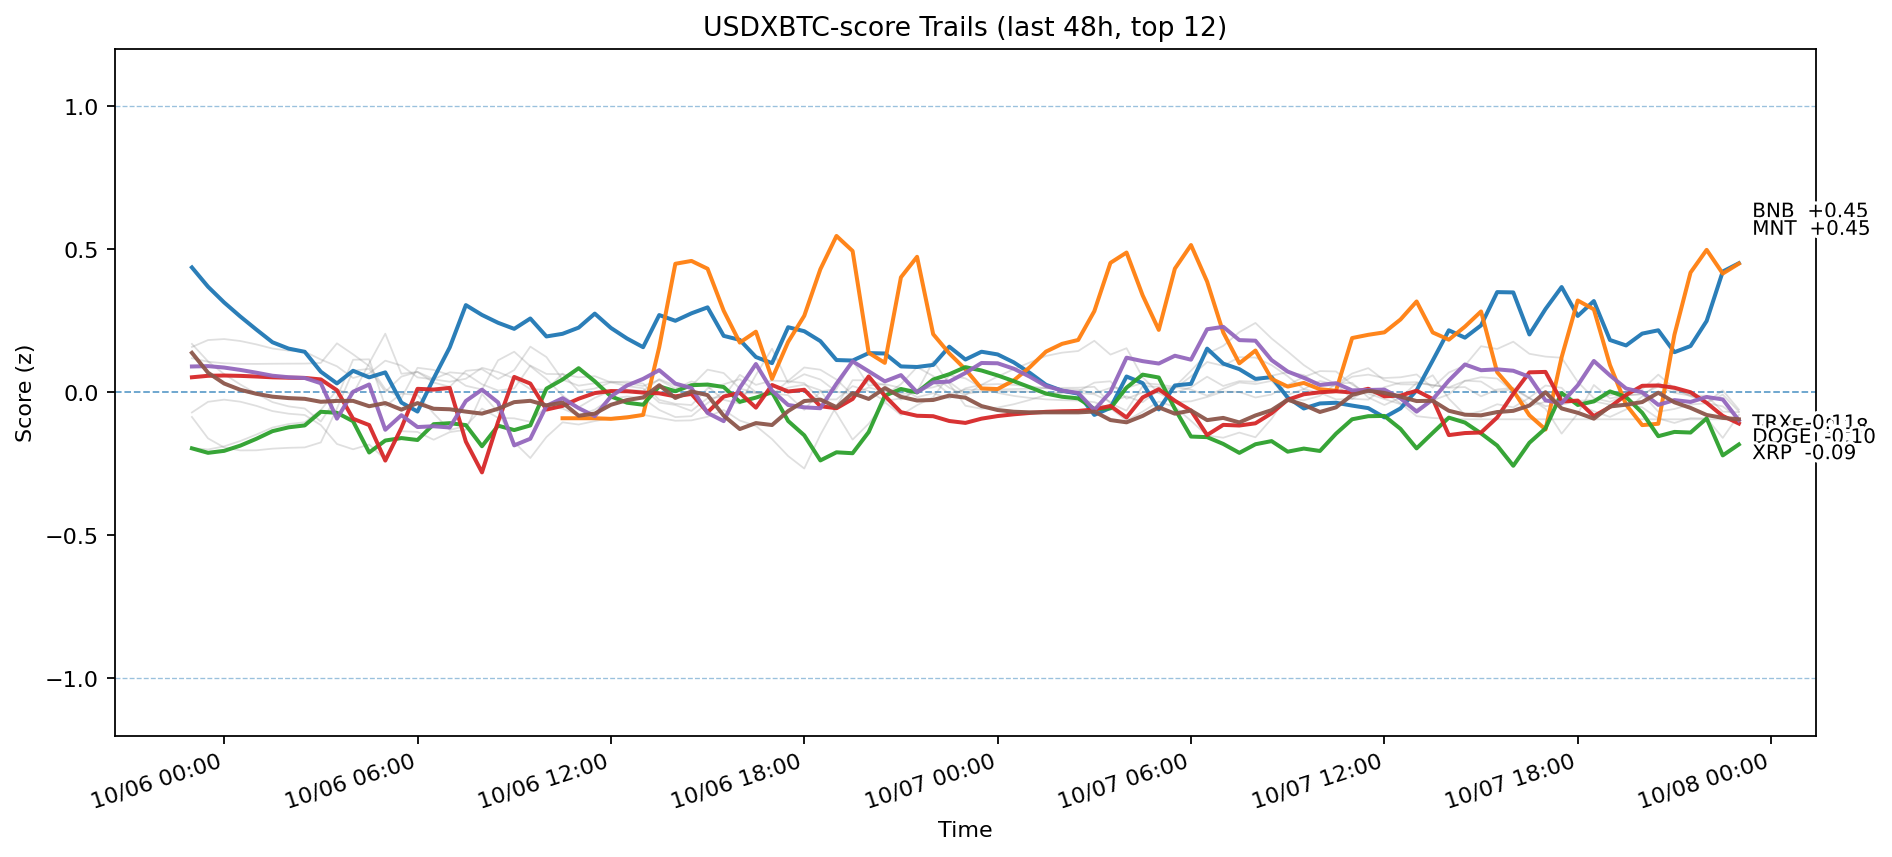 USDXBTC-score Trails (last 48h, top 12)
Score (z)
1.0
0.5
0.0
−0.5
−1.0
BNB +0.45
MNT +0.45
DOGE -0.10
XRP -0.09
10/06 00:00
10/06 06:00
10/06 12:00
10/06 18:00
10/07 00:00
10/07 06:00
10/07 12:00
10/07 18:00
10/08 00:00
Time